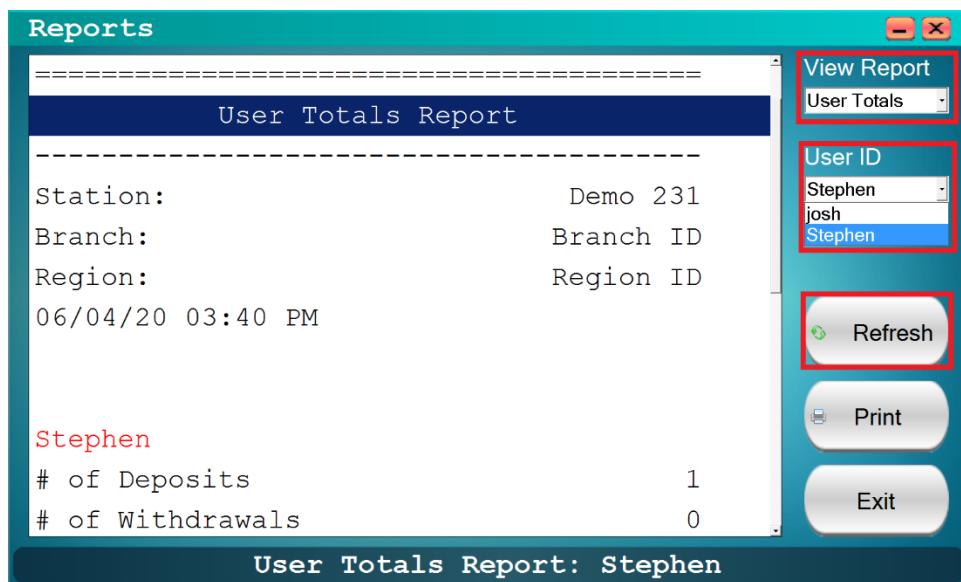 Reports
=========================================
User Totals Report
-----------------------------------------
Station: Demo 231
Branch: Branch ID
Region: Region ID
06/04/20 03:40 PM
Stephen
# of Deposits 1
# of Withdrawals 0
View Report
User Totals
User ID
Stephen
josh
Stephen
Refresh
Print
Exit
User Totals Report: Stephen